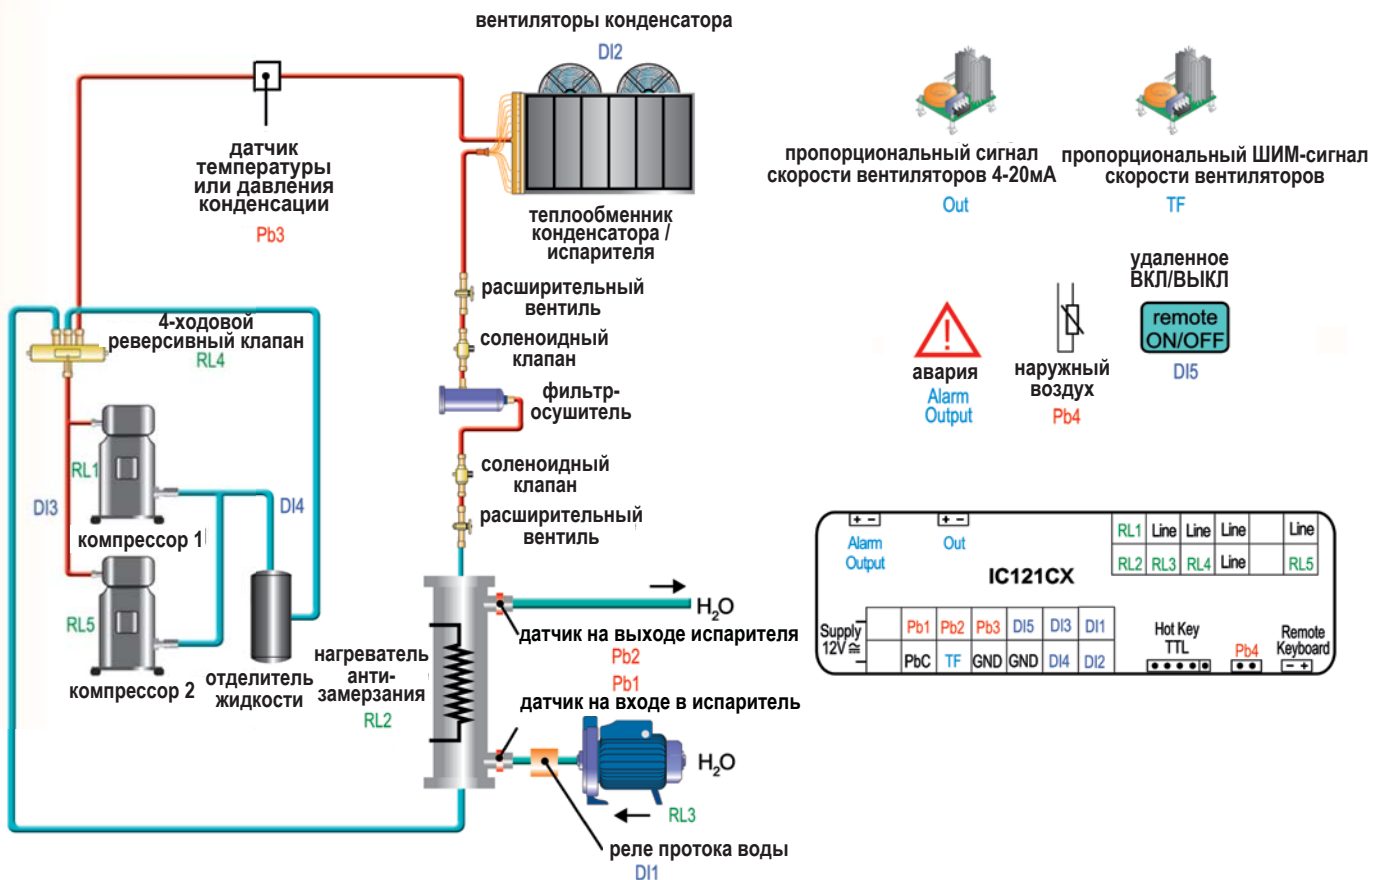 вентиляторы конденсатора
DI2
датчик
температуры
или давления
конденсации
Pb3
теплообменник
конденсатора /
испарителя
пропорциональный сигнал
скорости вентиляторов 4-20мА
Out
пропорциональный ШИМ-сигнал
скорости вентиляторов
TF
удаленное
ВКЛ/ВЫКЛ
remote
ON/OFF
DI5
авария
Alarm
Output
наружный
воздух
Pb4
расширительный
вентиль
соленоидный
клапан
фильтр-
осушитель
соленоидный
клапан
расширительный
вентиль
4-ходовой
реверсивный клапан
RL4
RL1
DI3
DI4
компрессор 1
RL5
компрессор 2
отделитель
жидкости
нагреватель
анти-
замерзания
RL2
H2O
датчик на выходе испарителя
Pb2
Pb1
датчик на входе в испаритель
H2O
RL3
реле протока воды
DI1
+ -
+ -
Alarm
Output
Out
IC121CX
RL1 Line Line Line Line
RL2 RL3 RL4 Line RL5
Supply
12V ≅
Pb1 Pb2 Pb3 DI5 DI3 DI1
PbC TF GND GND DI4 DI2
Hot Key
TTL
Pb4
Remote
Keyboard
- +